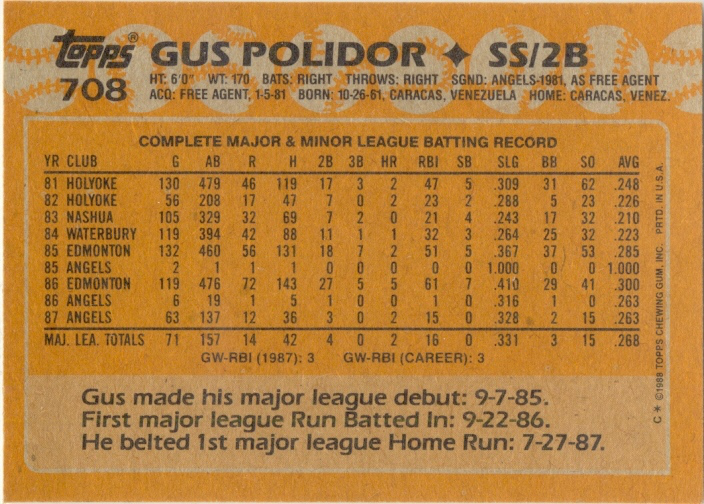 topps® GUS POLIDOR ✦ SS/2B
708 HT: 6'0" WT: 170 BATS: RIGHT THROWS: RIGHT SGND: ANGELS-1981, AS FREE AGENT
ACQ: FREE AGENT, 1-5-81 BORN: 10-26-61, CARACAS, VENEZUELA HOME: CARACAS, VENEZ.
COMPLETE MAJOR & MINOR LEAGUE BATTING RECORD
YR CLUB G AB R H 2B 3B HR RBI SB SLG BB SO AVG
81 HOLYOKE 130 479 46 119 17 3 2 47 5 .309 31 62 .248
82 HOLYOKE 56 208 17 47 7 0 2 23 2 .288 5 23 .226
83 NASHUA 105 329 32 69 7 2 0 21 4 .243 17 32 .210
84 WATERBURY 119 394 42 88 11 1 1 32 3 .264 25 32 .223
85 EDMONTON 132 460 56 131 18 7 2 51 5 .367 37 53 .285
85 ANGELS 2 1 1 1 0 0 0 0 0 1.000 0 0 1.000
86 EDMONTON 119 476 72 143 27 5 5 61 7 .410 29 41 .300
86 ANGELS 6 19 1 5 1 0 0 1 0 .316 1 0 .263
87 ANGELS 63 137 12 36 3 0 2 15 0 .328 2 15 .263
MAJ. LEA. TOTALS 71 157 14 42 4 0 2 16 0 .331 3 15 .268
GW-RBI (1987): 3 GW-RBI (CAREER): 3
Gus made his major league debut: 9-7-85.
First major league Run Batted In: 9-22-86.
He belted 1st major league Home Run: 7-27-87.
C * ©1988 TOPPS CHEWING GUM, INC. PRTD. IN U.S.A.